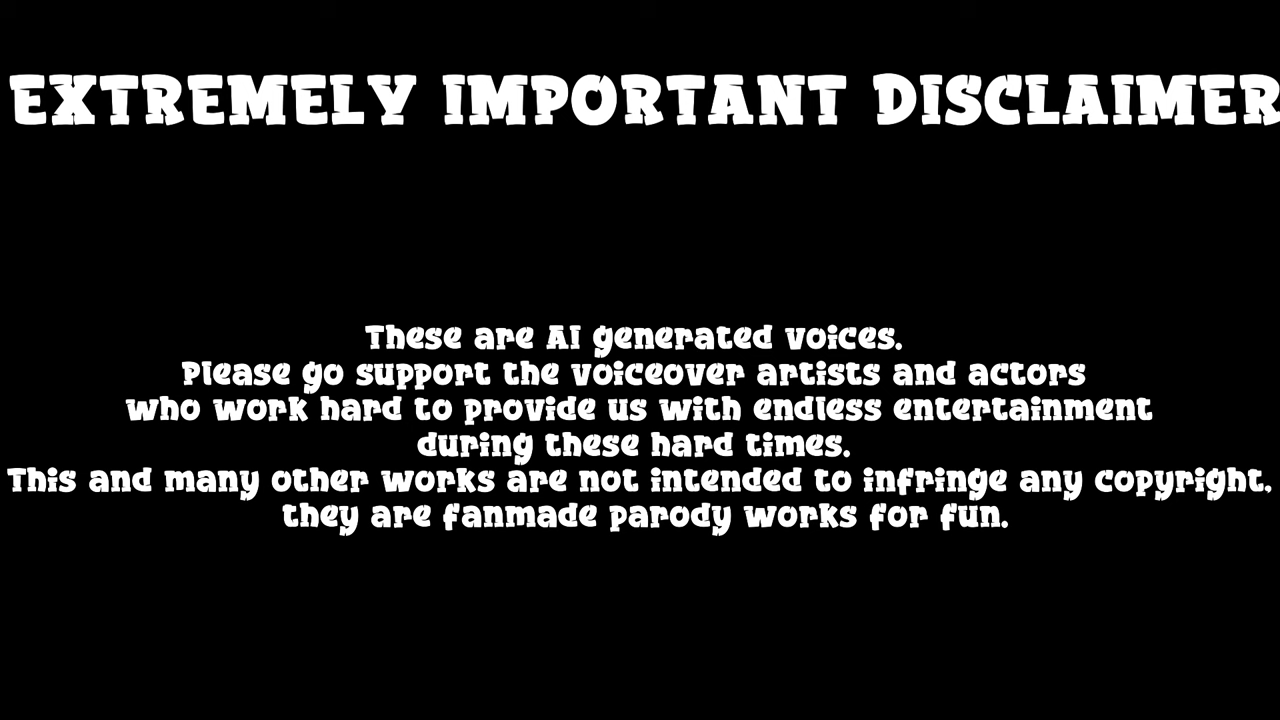 EXTREMELY IMPORTANT DISCLAIMER
These are AI generated voices.
Please go support the voiceover artists and actors
who work hard to provide us with endless entertainment
during these hard times.
This and many other works are not intended to infringe any copyright,
they are fanmade parody works for fun.